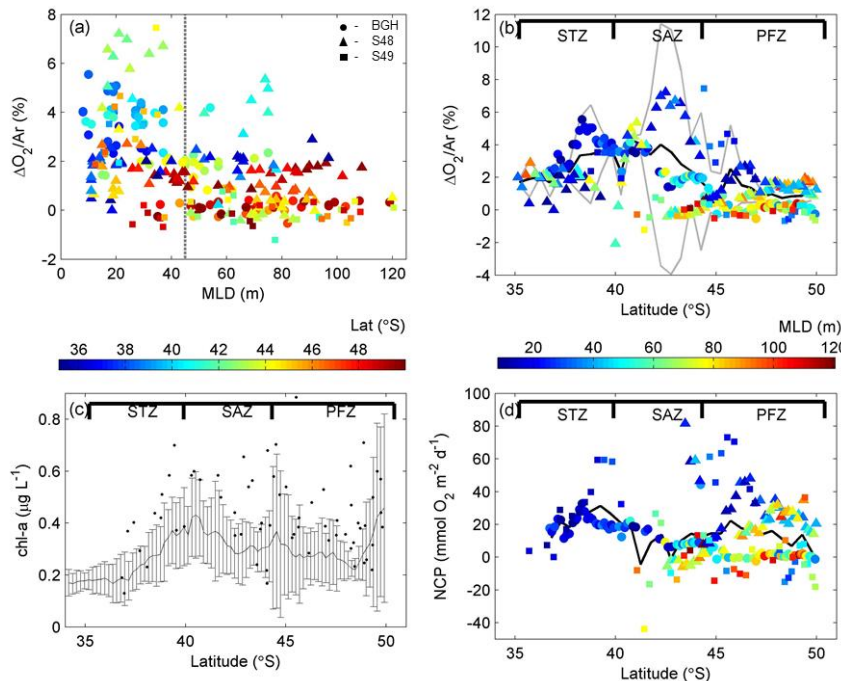 (a)
- BGH
- S48
- S49
ΔO₂/Ar (%)
8
6
4
2
0
-2
0 20 40 60 80 100 120
MLD (m)
(b)
STZ SAZ PFZ
ΔO₂/Ar (%)
12
10
8
6
4
2
0
-2
-4
35 40 45 50
Latitude (°S)
Lat (°S)
36 38 40 42 44 46 48
MLD (m)
20 40 60 80 100 120
(c)
STZ SAZ PFZ
chl-a (µg L⁻¹)
0.8
0.6
0.4
0.2
0
35 40 45 50
Latitude (°S)
(d)
STZ SAZ PFZ
NCP (mmol O₂ m⁻² d⁻¹)
100
80
60
40
20
0
-20
-40
35 40 45 50
Latitude (°S)